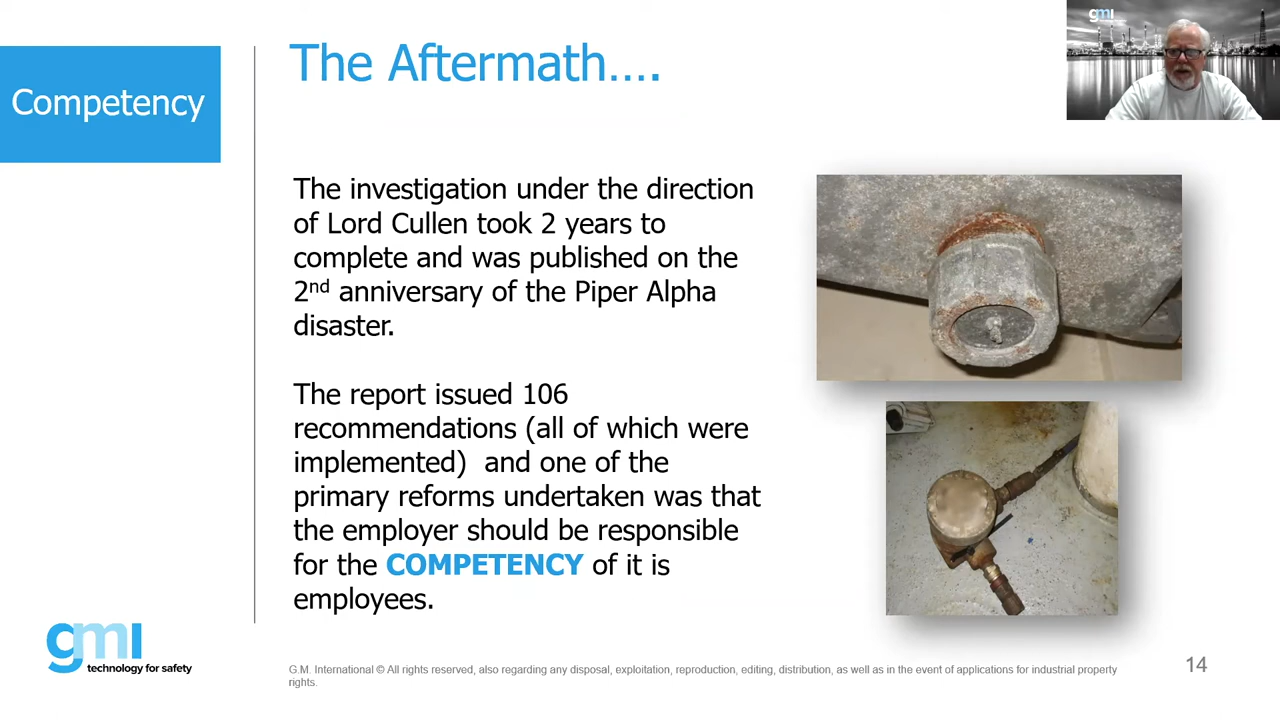 gmi
Competency
The Aftermath....
The investigation under the direction
of Lord Cullen took 2 years to
complete and was published on the
2nd anniversary of the Piper Alpha
disaster.
The report issued 106
recommendations (all of which were
implemented)  and one of the
primary reforms undertaken was that
the employer should be responsible
for the COMPETENCY of it is
employees.
gmi
technology for safety
G.M. International © All rights reserved, also regarding any disposal, exploitation, reproduction, editing, distribution, as well as in the event of applications for industrial property
rights.
14